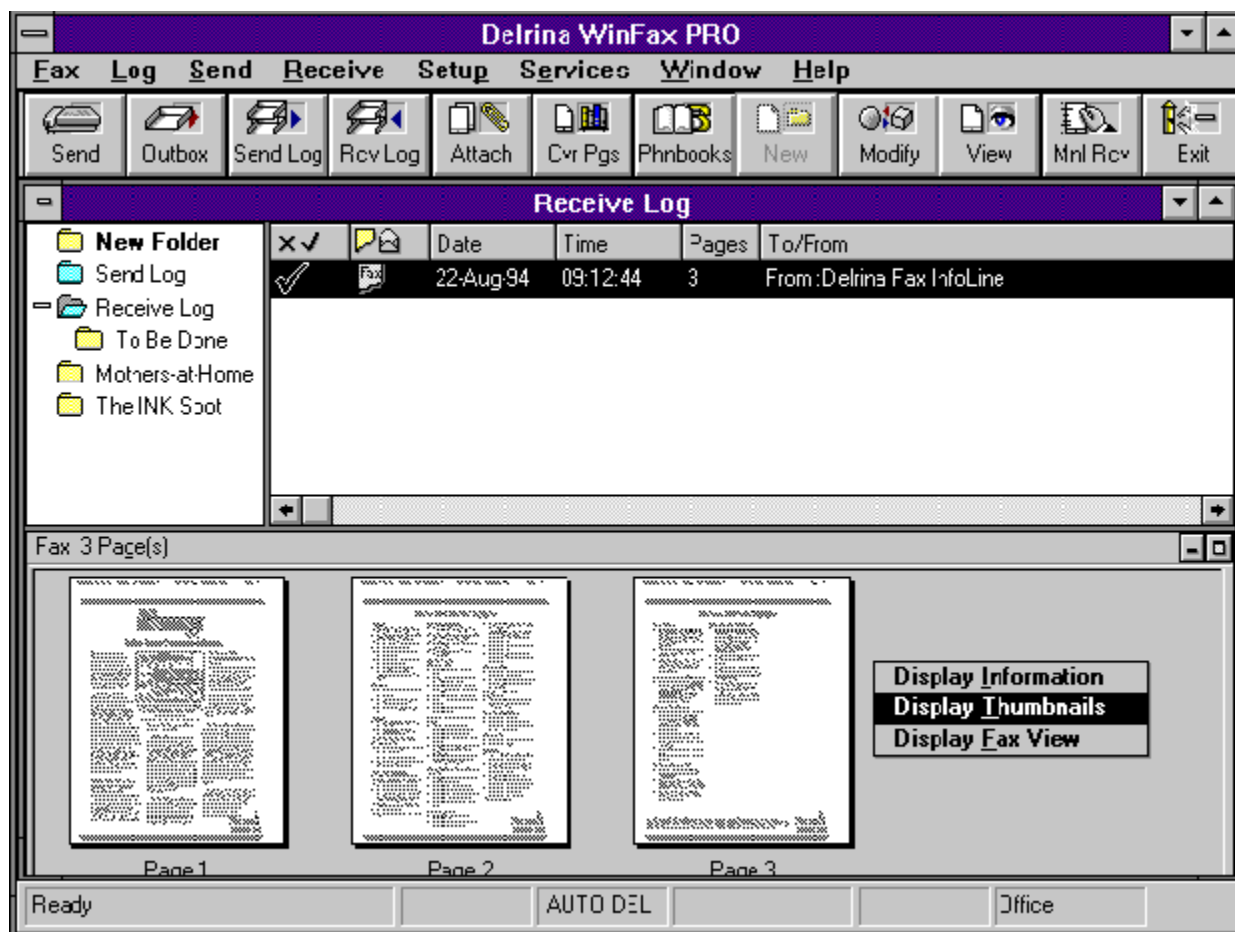 Delrina WinFax PRO
Fax Log Send Receive Setup Services Window Help
Send Outbox Send Log Rcv Log Attach Cvr Pgs Phnbooks New Modify View Mnl Rcv Exit
Receive Log
New Folder
Send Log
Receive Log
To Be Done
Mothers-at-Home
The INK Spot
Date Time Pages To/From
Fax 22-Aug-94 09:12:44 3 From:Delrina Fax InfoLine
Fax 3 Page(s)
Display Information
Display Thumbnails
Display Fax View
Page 1 Page 2 Page 3
Ready AUTO DEL Office